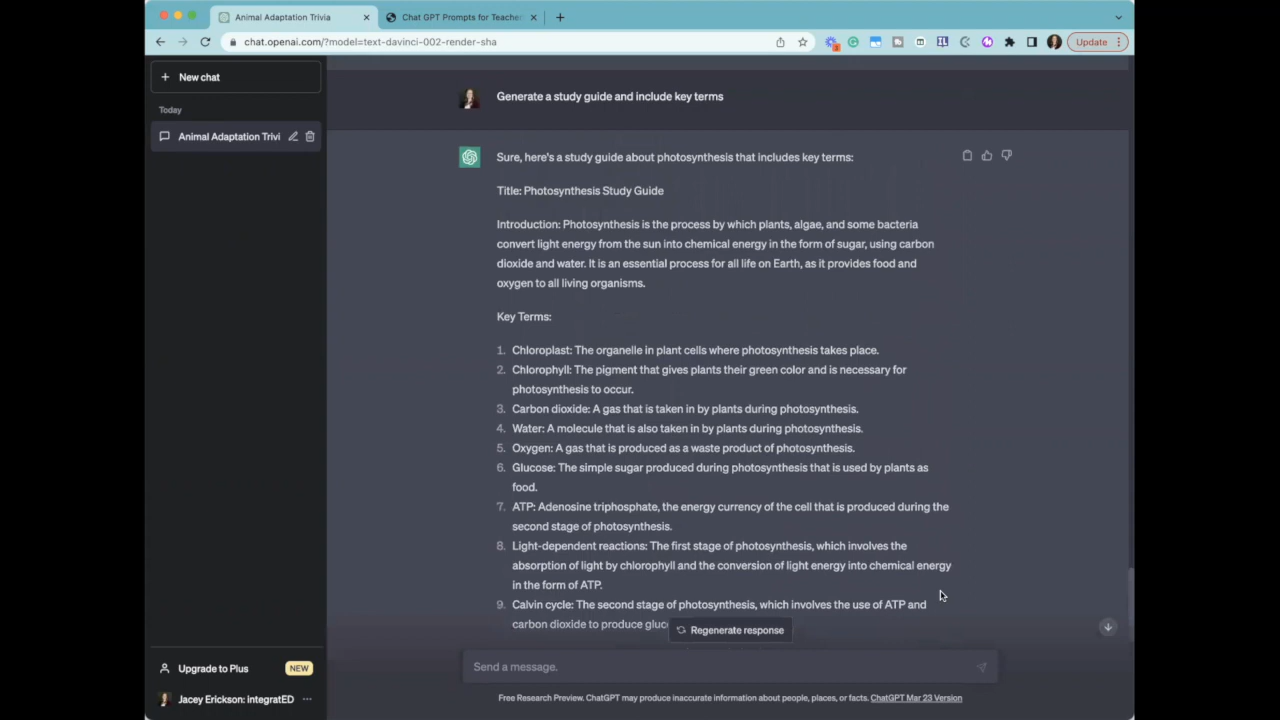 Animal Adaptation Trivia
Chat GPT Prompts for Teacher
chat.openai.com/?model=text-davinci-002-render-sha
Update
New chat
Today
Animal Adaptation Trivi
Generate a study guide and include key terms
Sure, here's a study guide about photosynthesis that includes key terms:
Title: Photosynthesis Study Guide
Introduction: Photosynthesis is the process by which plants, algae, and some bacteria
convert light energy from the sun into chemical energy in the form of sugar, using carbon
dioxide and water. It is an essential process for all life on Earth, as it provides food and
oxygen to all living organisms.
Key Terms:
1. Chloroplast: The organelle in plant cells where photosynthesis takes place.
2. Chlorophyll: The pigment that gives plants their green color and is necessary for
photosynthesis to occur.
3. Carbon dioxide: A gas that is taken in by plants during photosynthesis.
4. Water: A molecule that is also taken in by plants during photosynthesis.
5. Oxygen: A gas that is produced as a waste product of photosynthesis.
6. Glucose: The simple sugar produced during photosynthesis that is used by plants as
food.
7. ATP: Adenosine triphosphate, the energy currency of the cell that is produced during the
second stage of photosynthesis.
8. Light-dependent reactions: The first stage of photosynthesis, which involves the
absorption of light by chlorophyll and the conversion of light energy into chemical energy
in the form of ATP.
9. Calvin cycle: The second stage of photosynthesis, which involves the use of ATP and
carbon dioxide to produce gluc
Regenerate response
Send a message.
Free Research Preview. ChatGPT may produce inaccurate information about people, places, or facts. ChatGPT Mar 23 Version
Upgrade to Plus
NEW
Jacey Erickson: integratED